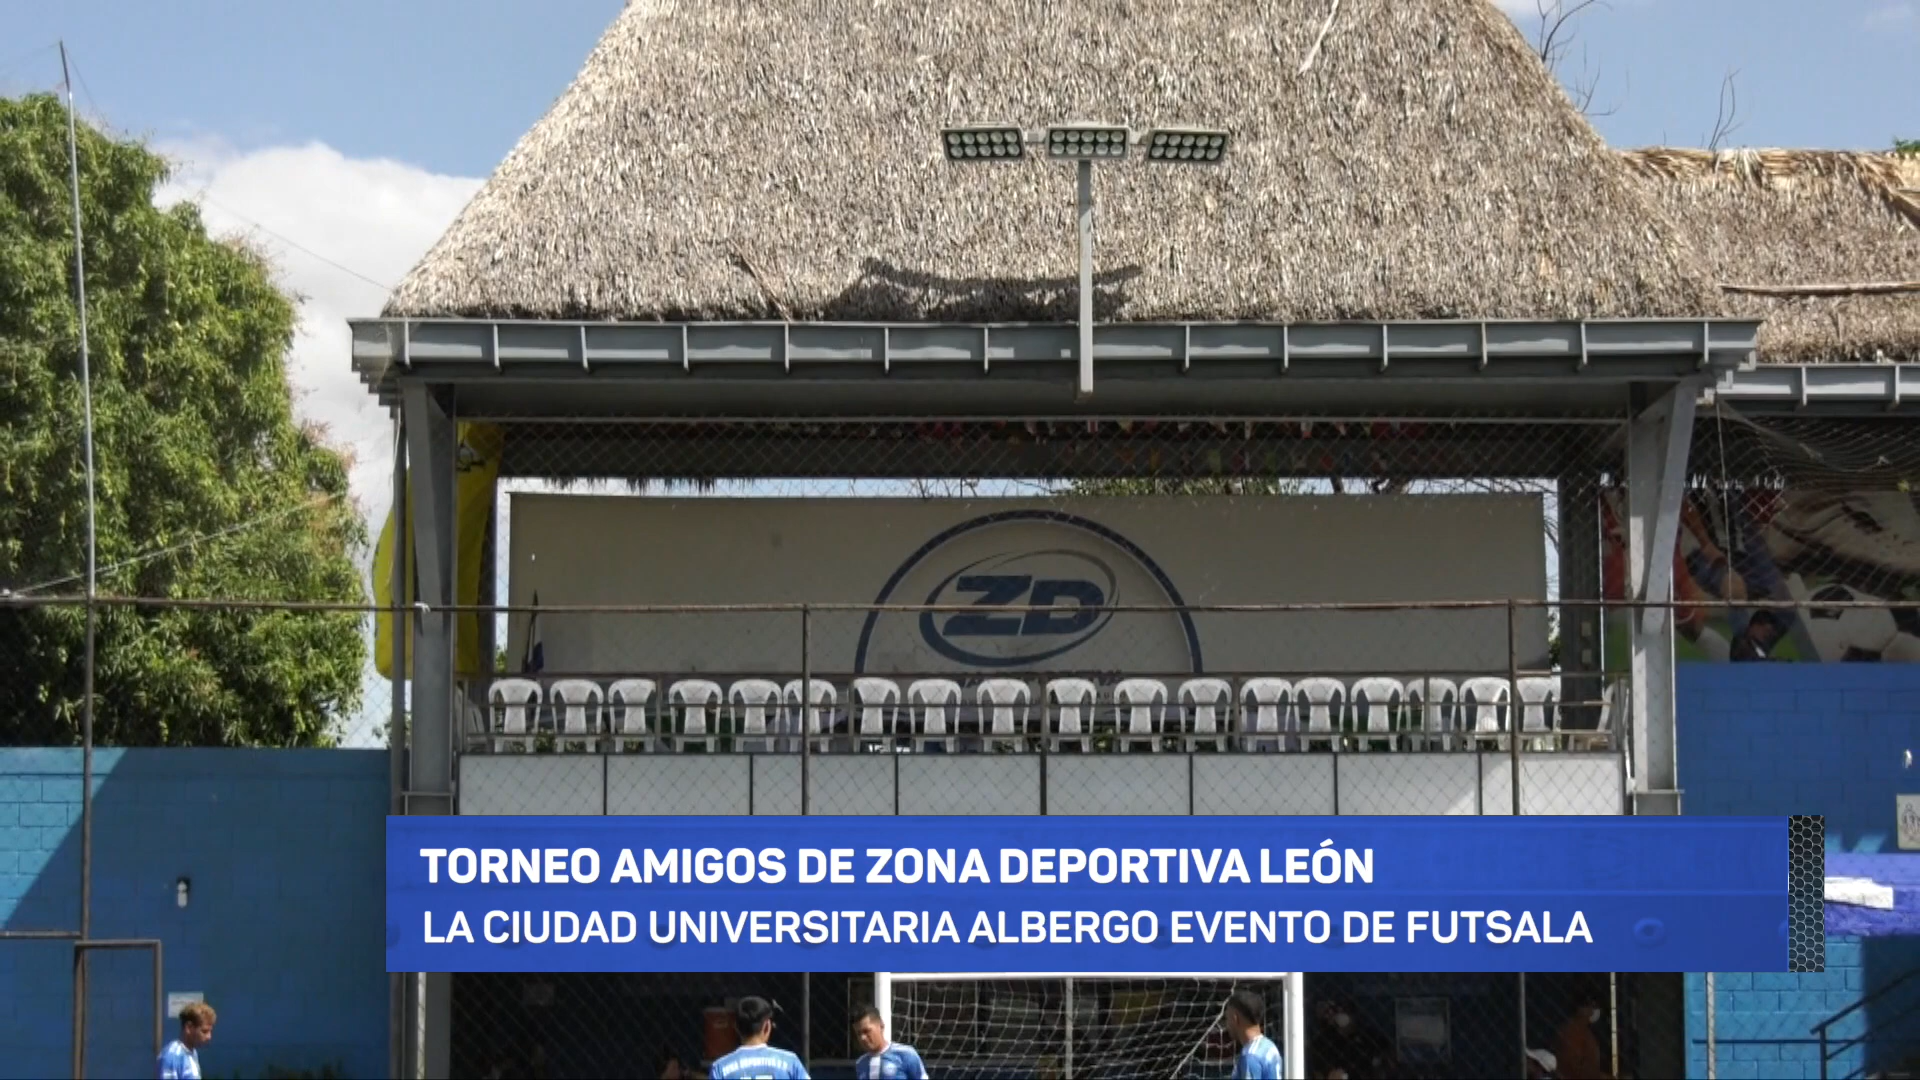 ZD
TORNEO AMIGOS DE ZONA DEPORTIVA LEÓN
LA CIUDAD UNIVERSITARIA ALBERGO EVENTO DE FUTSALA